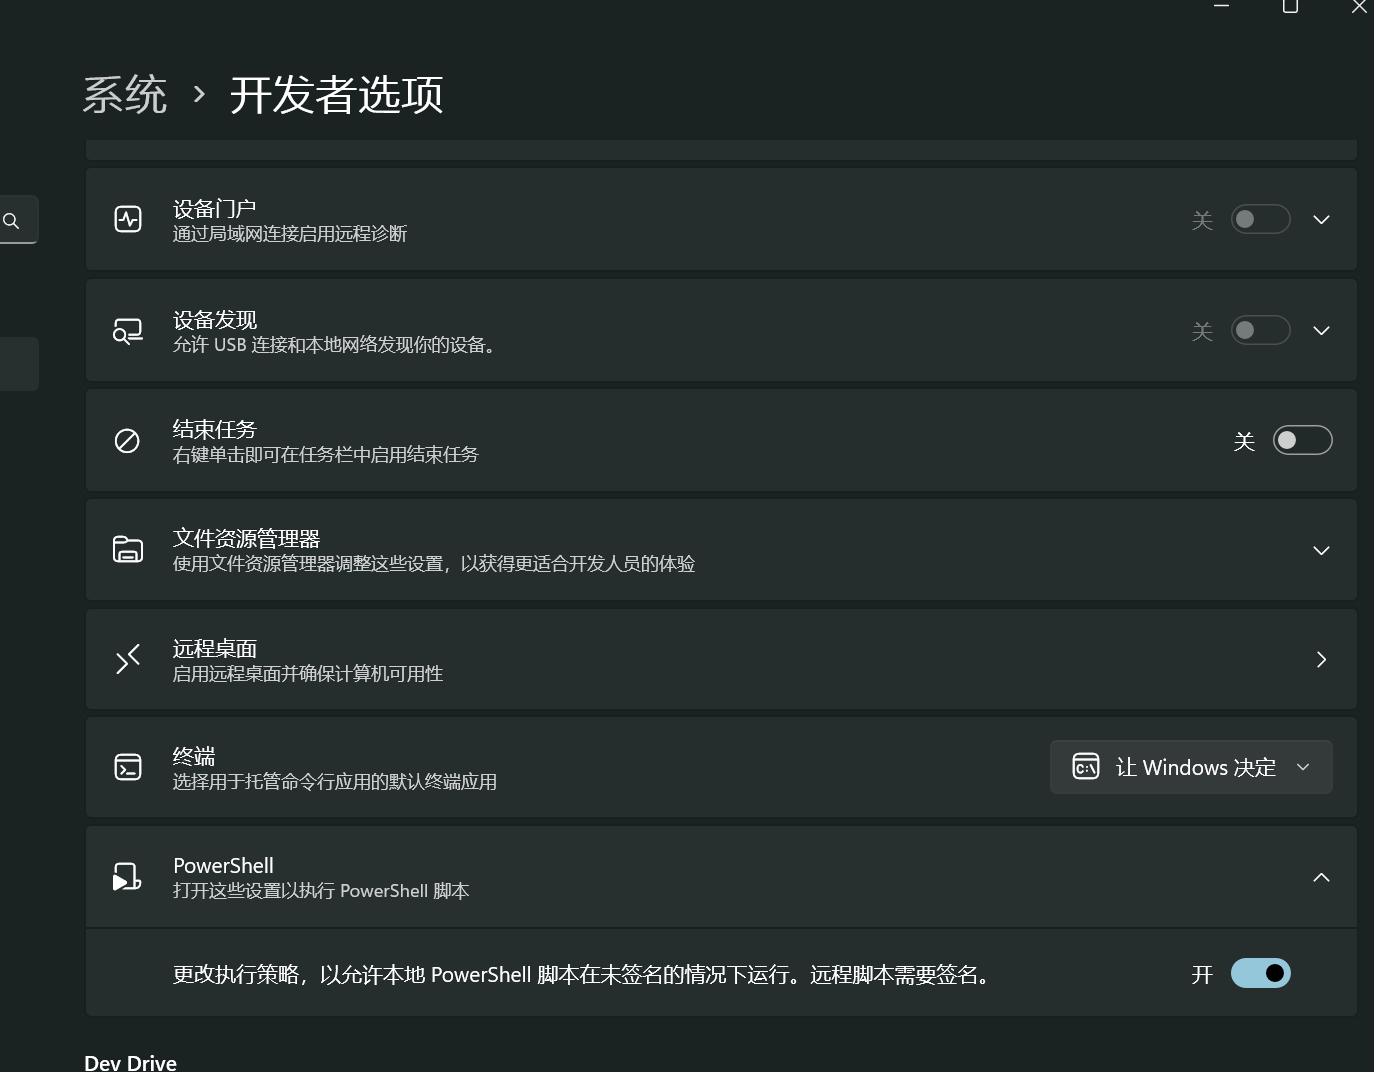 系统 › 开发者选项
设备门户
通过局域网连接启用远程诊断
关
设备发现
允许 USB 连接和本地网络发现你的设备。
关
结束任务
右键单击即可在任务栏中启用结束任务
关
文件资源管理器
使用文件资源管理器调整这些设置，以获得更适合开发人员的体验
远程桌面
启用远程桌面并确保计算机可用性
终端
选择用于托管命令行应用的默认终端应用
让 Windows 决定
PowerShell
打开这些设置以执行 PowerShell 脚本
更改执行策略，以允许本地 PowerShell 脚本在未签名的情况下运行。远程脚本需要签名。
开
Dev Drive